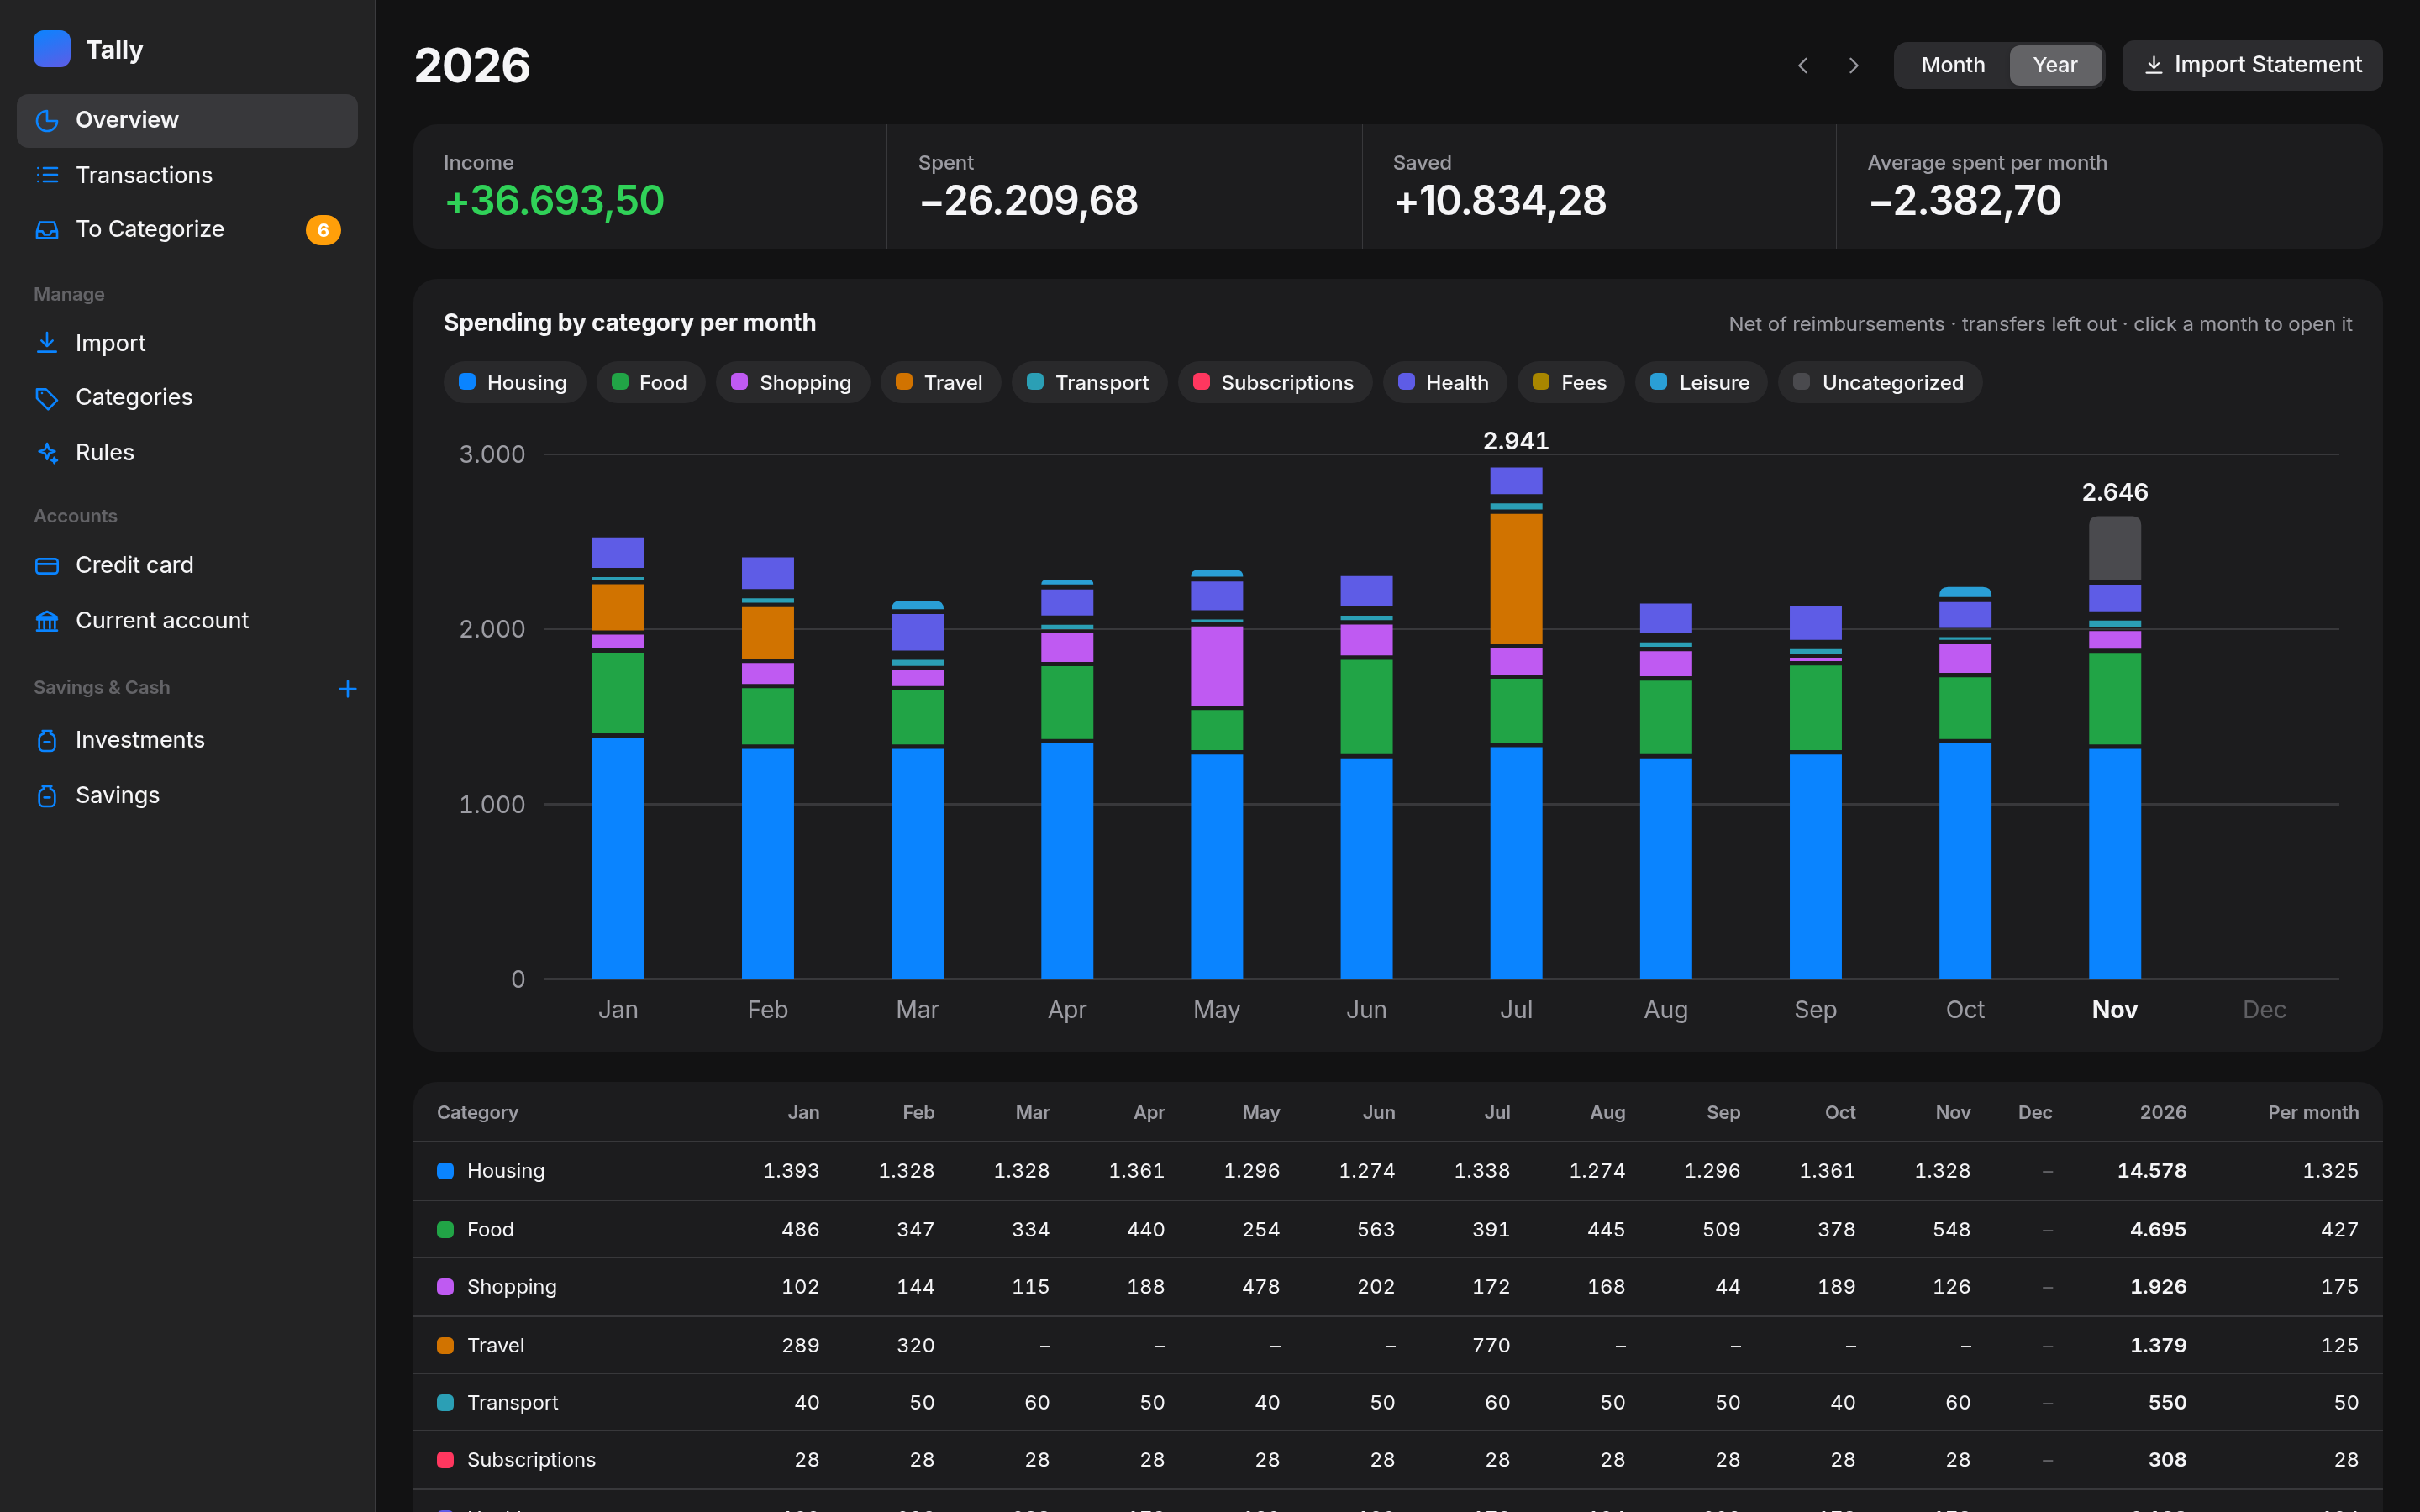 Tally
Overview
Transactions
To Categorize 6
Manage
Import
Categories
Rules
Accounts
Credit card
Current account
Savings & Cash
Investments
Savings
2026
Month Year Import Statement
Income Spent Saved Average spent per month
+36.693,50 −26.209,68 +10.834,28 −2.382,70
Spending by category per month Net of reimbursements · transfers left out · click a month to open it
Housing Food Shopping Travel Transport Subscriptions Health Fees Leisure Uncategorized
2.941
3.000
2.646
2.000
1.000
0
Jan Feb Mar Apr May Jun Jul Aug Sep Oct Nov Dec
Category Jan Feb Mar Apr May Jun Jul Aug Sep Oct Nov Dec 2026 Per month
Housing 1.393 1.328 1.328 1.361 1.296 1.274 1.338 1.274 1.296 1.361 1.328 – 14.578 1.325
Food 486 347 334 440 254 563 391 445 509 378 548 – 4.695 427
Shopping 102 144 115 188 478 202 172 168 44 189 126 – 1.926 175
Travel 289 320 – – – – 770 – – – – – 1.379 125
Transport 40 50 60 50 40 50 60 50 50 40 60 – 550 50
Subscriptions 28 28 28 28 28 28 28 28 28 28 28 – 308 28